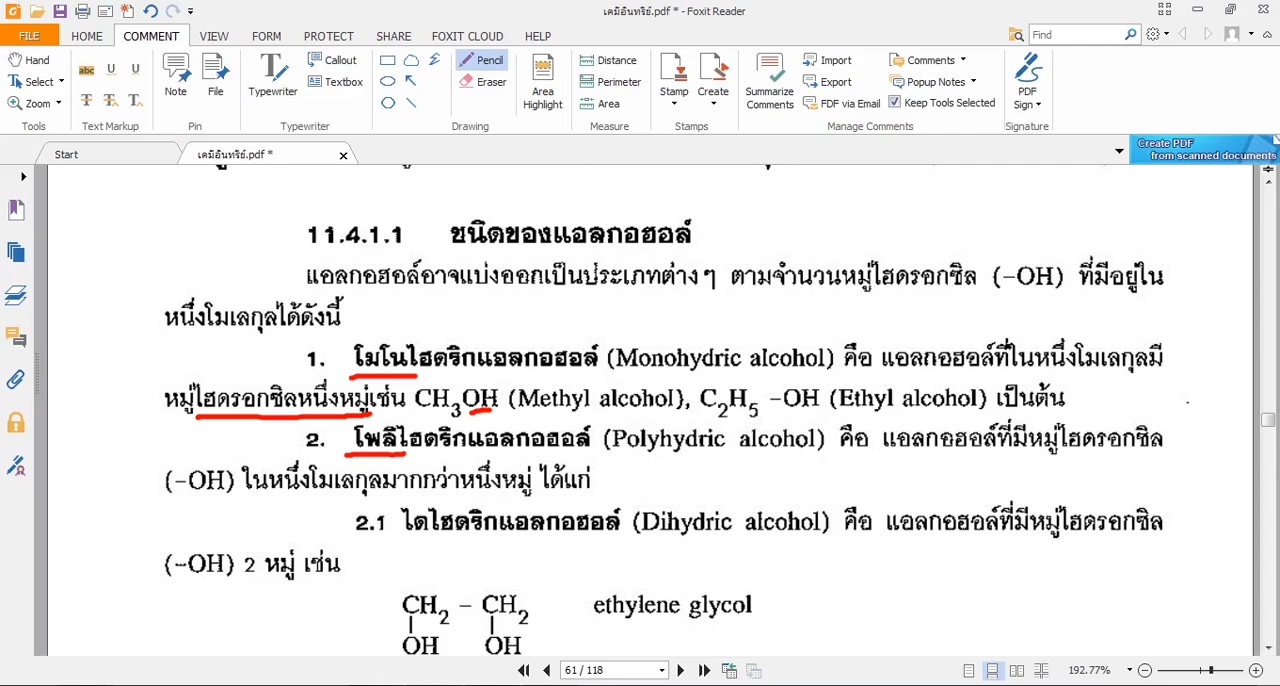 เคมีอินทรีย์.pdf * - Foxit Reader
FILE HOME COMMENT VIEW FORM PROTECT SHARE FOXIT CLOUD HELP Find
Hand Select Zoom Tools
abc U U T T T Text Markup
Note File Pin
Typewriter Callout Textbox Typewriter
Pencil Eraser Drawing
Area Highlight Distance Perimeter Area Measure
Stamp Create Stamps
Summarize Comments Import Export FDF via Email Comments Popup Notes Keep Tools Selected Manage Comments
PDF Sign Signature
Start เคมีอินทรีย์.pdf * Create PDF
from scanned documents
11.4.1.1 ชนิดของแอลกอฮอล์
แอลกอฮอล์อาจแบ่งออกเป็นประเภทต่าง ๆ ตามจำนวนหมู่ไฮดรอกซิล (–OH) ที่มีอยู่ใน
หนึ่งโมเลกุลได้ดังนี้
1. โมโนไฮดริกแอลกอฮอล์ (Monohydric alcohol) คือ แอลกอฮอล์ที่ในหนึ่งโมเลกุลมี
หมู่ไฮดรอกซิลหนึ่งหมู่เช่น CH3OH (Methyl alcohol), C2H5 –OH (Ethyl alcohol) เป็นต้น
2. โพลิไฮดริกแอลกอฮอล์ (Polyhydric alcohol) คือ แอลกอฮอล์ที่มีหมู่ไฮดรอกซิล
(–OH) ในหนึ่งโมเลกุลมากกว่าหนึ่งหมู่ ได้แก่
2.1 ไดไฮดริกแอลกอฮอล์ (Dihydric alcohol) คือ แอลกอฮอล์ที่มีหมู่ไฮดรอกซิล
(–OH) 2 หมู่ เช่น
CH2 – CH2 ethylene glycol
OH OH
61 / 118 192.77%